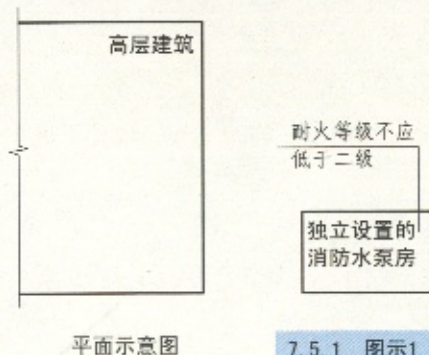 高层建筑
耐火等级不应
低于二级
独立设置的
消防水泵房
平面示意图
7.5.1 图示1